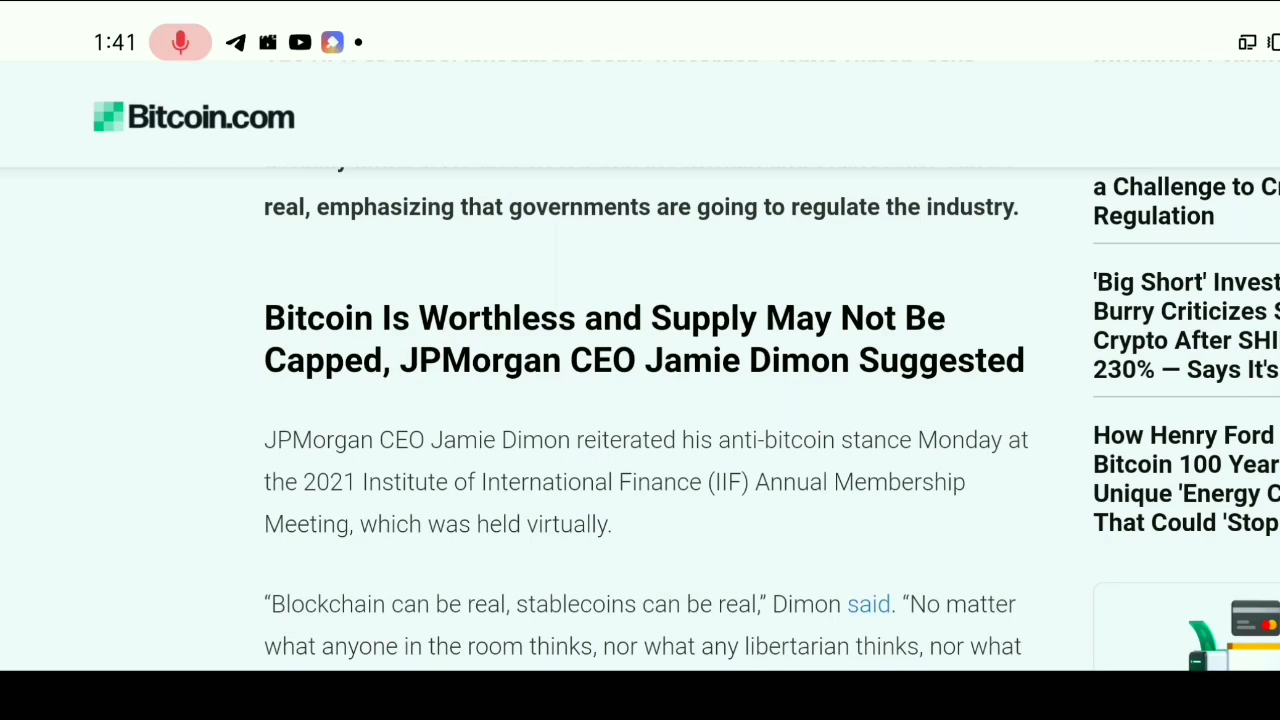 1:41
Bitcoin.com
real, emphasizing that governments are going to regulate the industry.
Bitcoin Is Worthless and Supply May Not Be
Capped, JPMorgan CEO Jamie Dimon Suggested
JPMorgan CEO Jamie Dimon reiterated his anti-bitcoin stance Monday at
the 2021 Institute of International Finance (IIF) Annual Membership
Meeting, which was held virtually.
“Blockchain can be real, stablecoins can be real,” Dimon said. “No matter
what anyone in the room thinks, nor what any libertarian thinks, nor what
a Challenge to Cr
Regulation
'Big Short' Invest
Burry Criticizes S
Crypto After SHI
230% — Says It's
How Henry Ford
Bitcoin 100 Year
Unique 'Energy C
That Could 'Stop